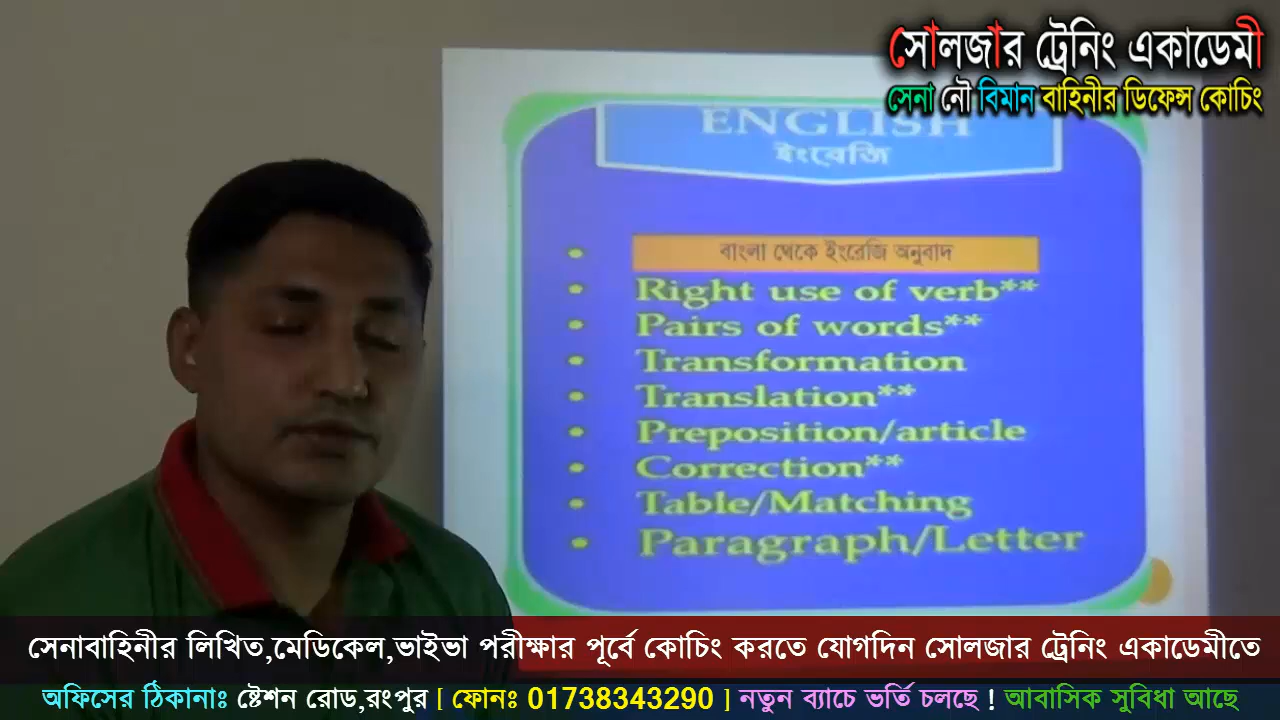 সোলজার ট্রেনিং একাডেমী
সেনা নৌ বিমান বাহিনীর ডিফেন্স কোচিং
ENGLISH
ইংরেজি
বাংলা থেকে ইংরেজি অনুবাদ
Right use of verb**
Pairs of words**
Transformation
Translation**
Preposition/article
Correction**
Table/Matching
Paragraph/Letter
সেনাবাহিনীর লিখিত,মেডিকেল,ভাইভা পরীক্ষার পূর্বে কোচিং করতে যোগদিন সোলজার ট্রেনিং একাডেমীতে
অফিসের ঠিকানাঃ ষ্টেশন রোড,রংপুর [ ফোনঃ 01738343290 ] নতুন ব্যাচে ভর্তি চলছে ! আবাসিক সুবিধা আছে